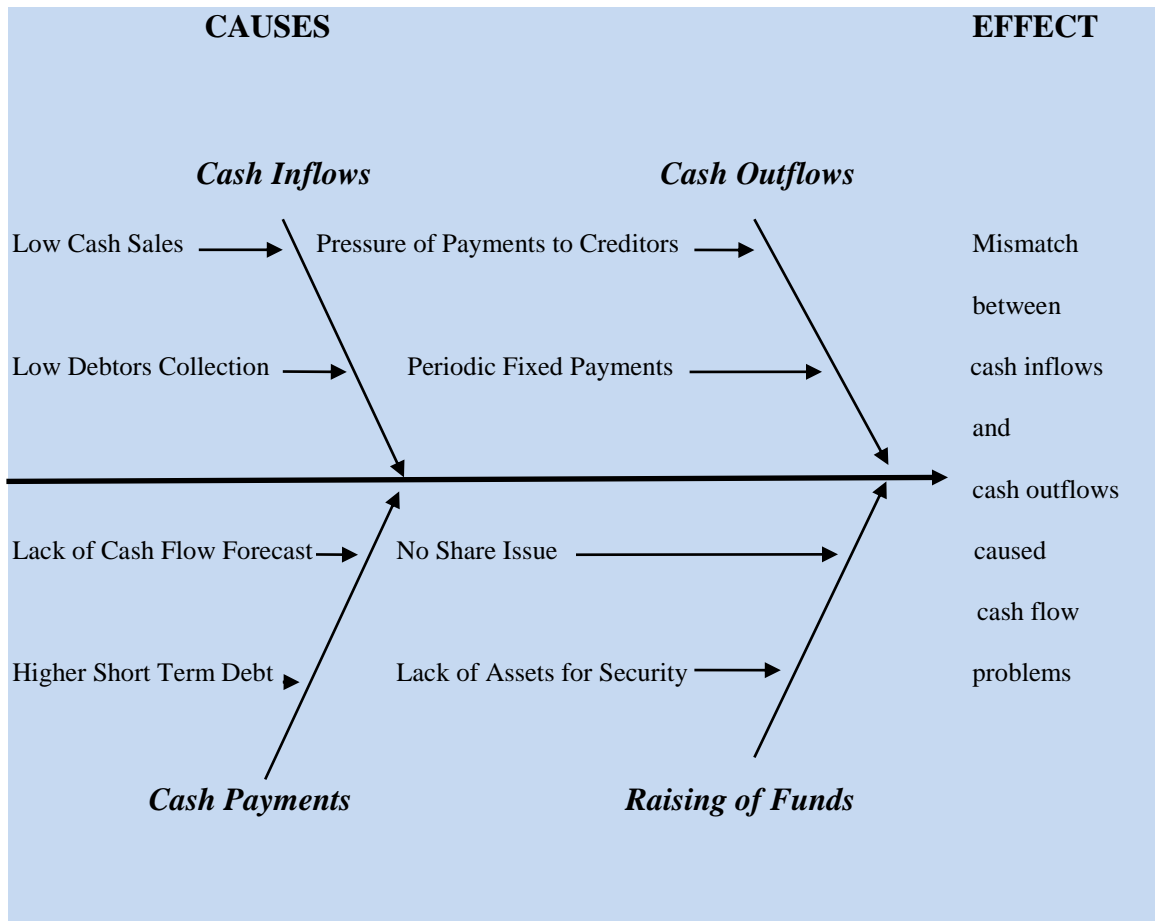 CAUSES
EFFECT
Cash Inflows
Cash Outflows
Low Cash Sales
Pressure of Payments to Creditors
Low Debtors Collection
Periodic Fixed Payments
Lack of Cash Flow Forecast
No Share Issue
Higher Short Term Debt
Lack of Assets for Security
Cash Payments
Raising of Funds
Mismatch
between
cash inflows
and
cash outflows
caused
cash flow
problems